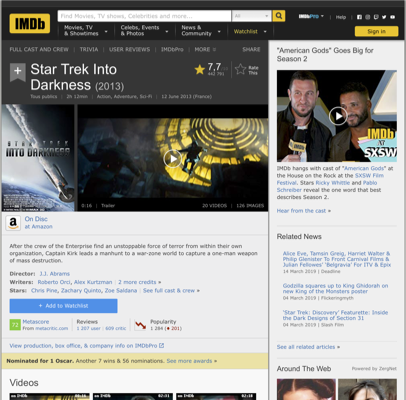 IMDb
Find Movies, TV shows, Celebrities and more...
All
IMDbPro
Help
Movies, TV & Showtimes
Celebs, Events & Photos
News & Community
Watchlist
Sign in
FULL CAST AND CREW | TRIVIA | USER REVIEWS | IMDbPro | MORE
SHARE
Star Trek Into Darkness (2013)
7,7
Rate This
Tous publics | 2h 12min | Action, Adventure, Sci-Fi | 12 June 2013 (France)
INTO DARKNESS
0:16 | Trailer
20 VIDEOS | 126 IMAGES
On Disc
at Amazon
After the crew of the Enterprise find an unstoppable force of terror from within their own
organization, Captain Kirk leads a manhunt to a war-zone world to capture a one-man weapon
of mass destruction.
Director: J.J. Abrams
Writers: Roberto Orci, Alex Kurtzman | 2 more credits »
Stars: Chris Pine, Zachary Quinto, Zoe Saldana | See full cast & crew »
+ Add to Watchlist
72
Metascore
From metacritic.com
Reviews
1 207 user | 609 critic
Popularity
1 284 (201)
View production, box office, & company info on IMDbPro
Nominated for 1 Oscar. Another 7 wins & 56 nominations. See more awards »
Videos
"American Gods" Goes Big for
Season 2
IMDb
SXSW
IMDb hangs with cast of "American Gods" at
the House on the Rock at the SXSW Film
Festival. Stars Ricky Whittle and Pablo
Schreiber reveal the one word that best
describes Season 2.
Hear from the cast »
Related News
Alice Eve, Tamsin Greig, Harriet Walter &
Philip Glenister To Front Carnival Films &
Julian Fellowes' 'Belgravia' For ITV & Epix
14 March 2019 | Deadline
Godzilla squares up to King Ghidorah on
new King of the Monsters poster
04 March 2019 | Flickeringmyth
'Star Trek: Discovery' Featurette: Inside
the Dark Designs of Section 31
04 March 2019 | Slash Film
See all related articles »
Around The Web
Powered by ZergNet